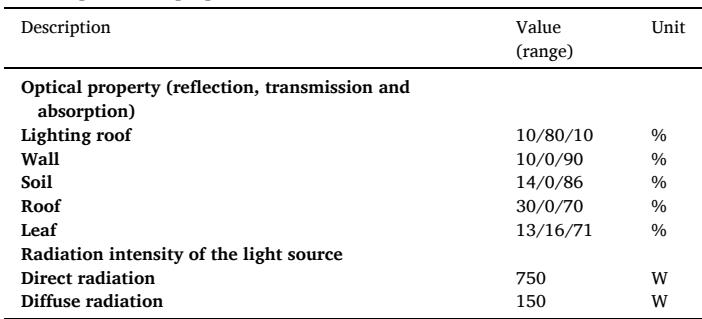 Description Value Unit
(range)
Optical property (reflection, transmission and
absorption)
Lighting roof 10/80/10 %
Wall 10/0/90 %
Soil 14/0/86 %
Roof 30/0/70 %
Leaf 13/16/71 %
Radiation intensity of the light source
Direct radiation 750 W
Diffuse radiation 150 W